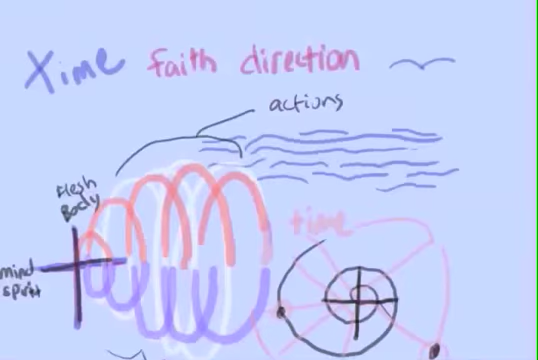 Xime faith direction
actions
Flesh
Body
time
mind
spirit